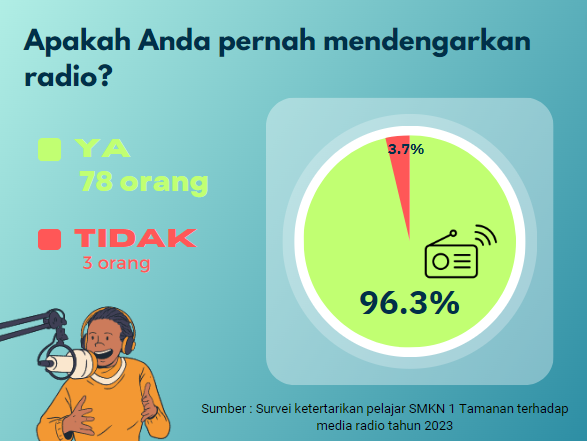 Apakah Anda pernah mendengarkan
radio?
YA
78 orang
TIDAK
3 orang
3.7%
96.3%
Sumber : Survei ketertarikan pelajar SMKN 1 Tamanan terhadap
media radio tahun 2023